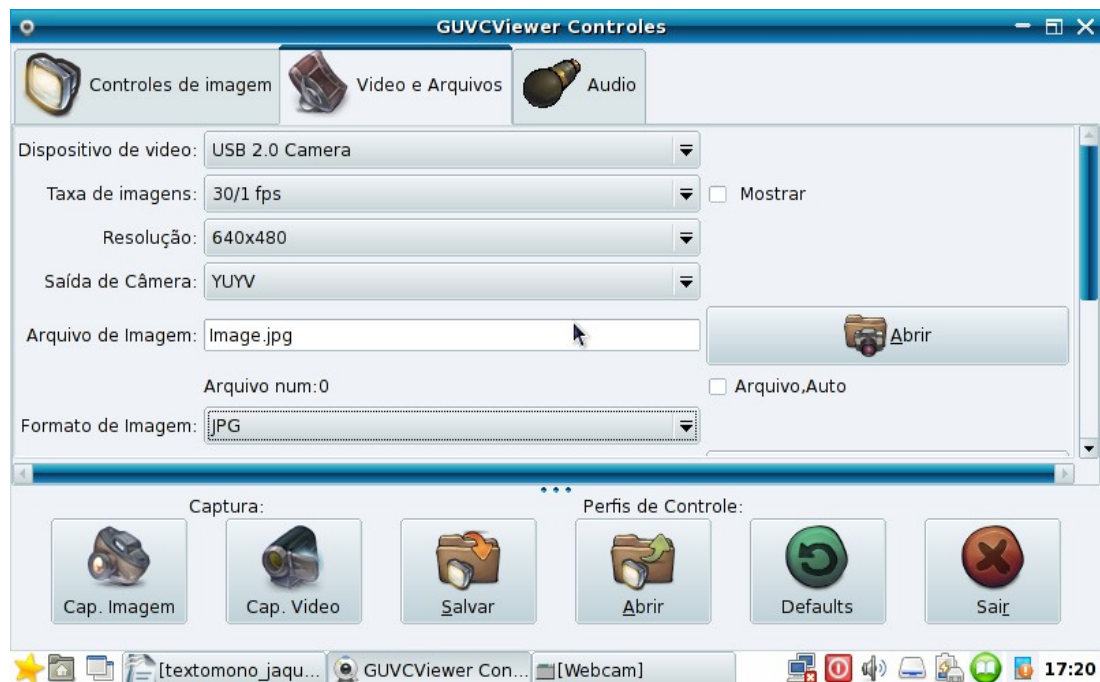 GUVCViewer Controles
Controles de imagem
Video e Arquivos
Audio
Dispositivo de video: USB 2.0 Camera
Taxa de imagens: 30/1 fps
Mostrar
Resolução: 640x480
Saída de Câmera: YUYV
Arquivo de Imagem: Image.jpg
Abrir
Arquivo num:0
Arquivo,Auto
Formato de Imagem: JPG
Captura:
Perfis de Controle:
Cap. Imagem
Cap. Video
Salvar
Abrir
Defaults
Sair
[textomono_jaqu...
GUVCViewer Con...
[Webcam]
17:20